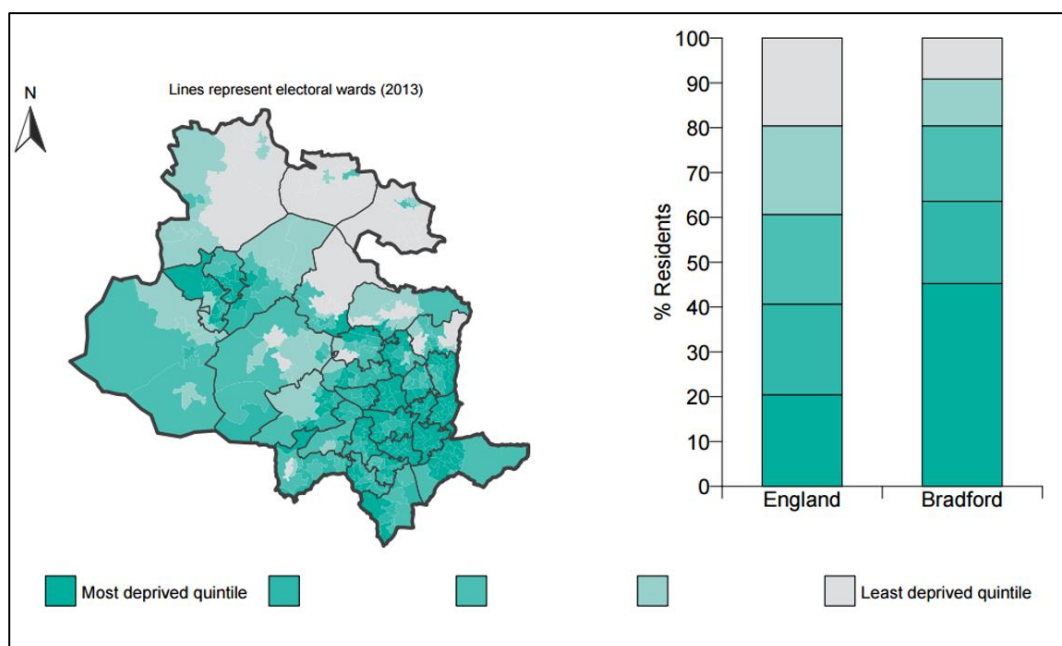 Lines represent electoral wards (2013)
N
100
90
80
70
60
50
40
30
20
10
0
% Residents
England
Bradford
Most deprived quintile
Least deprived quintile